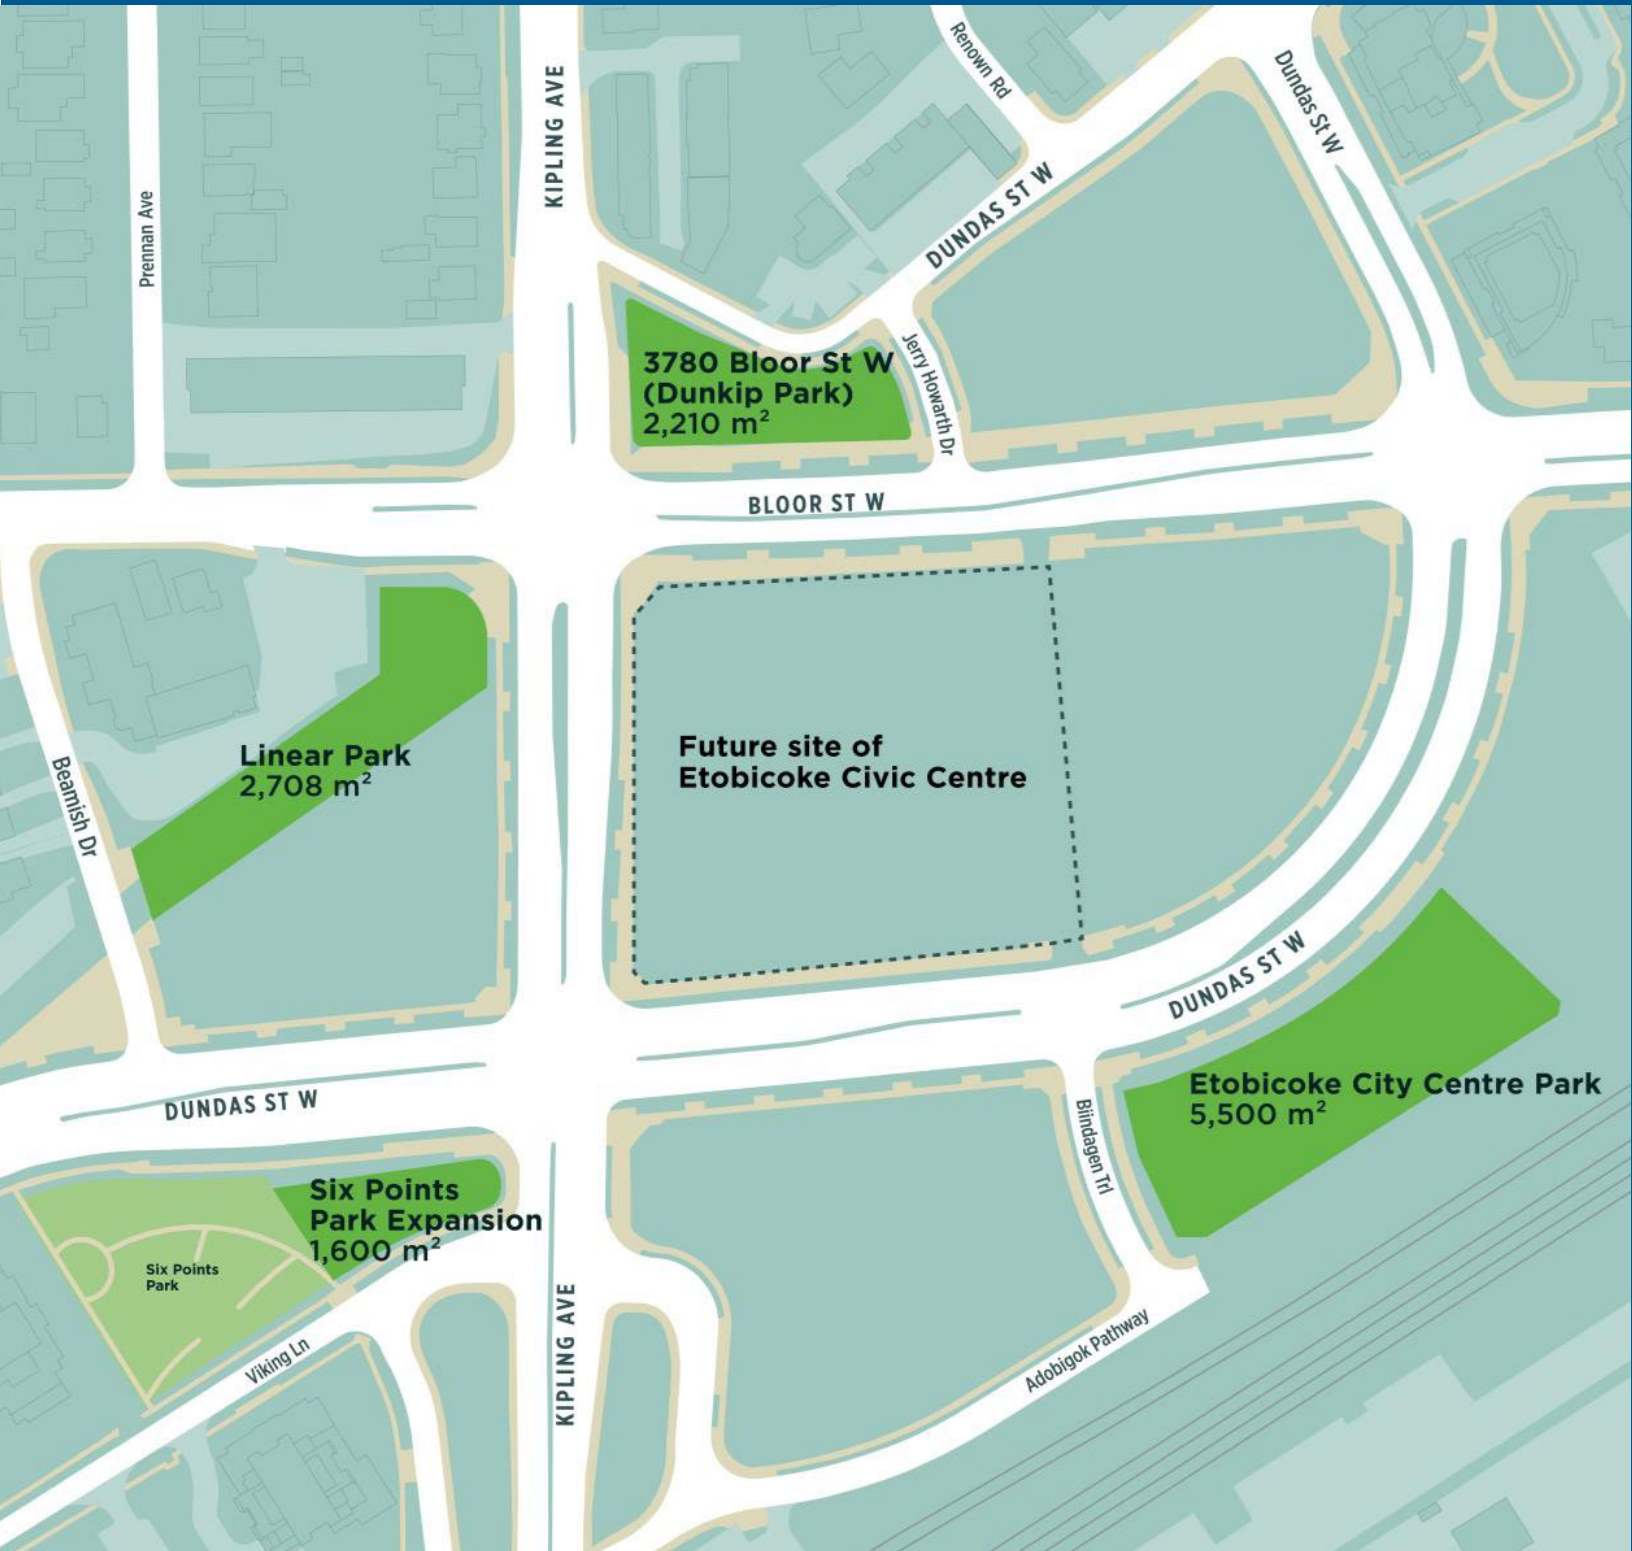 Renown Rd
Dundas St W
KIPLING AVE
DUNDAS ST W
Prennan Ave
3780 Bloor St W
(Dunkip Park)
2,210 m²
Jerry Howarth Dr
BLOOR ST W
Linear Park
2,708 m²
Future site of
Etobicoke Civic Centre
Beamish Dr
DUNDAS ST W
Etobicoke City Centre Park
5,500 m²
DUNDAS ST W
Biindagen Trl
Six Points
Park Expansion
1,600 m²
Six Points
Park
KIPLING AVE
Viking Ln
Adobigok Pathway